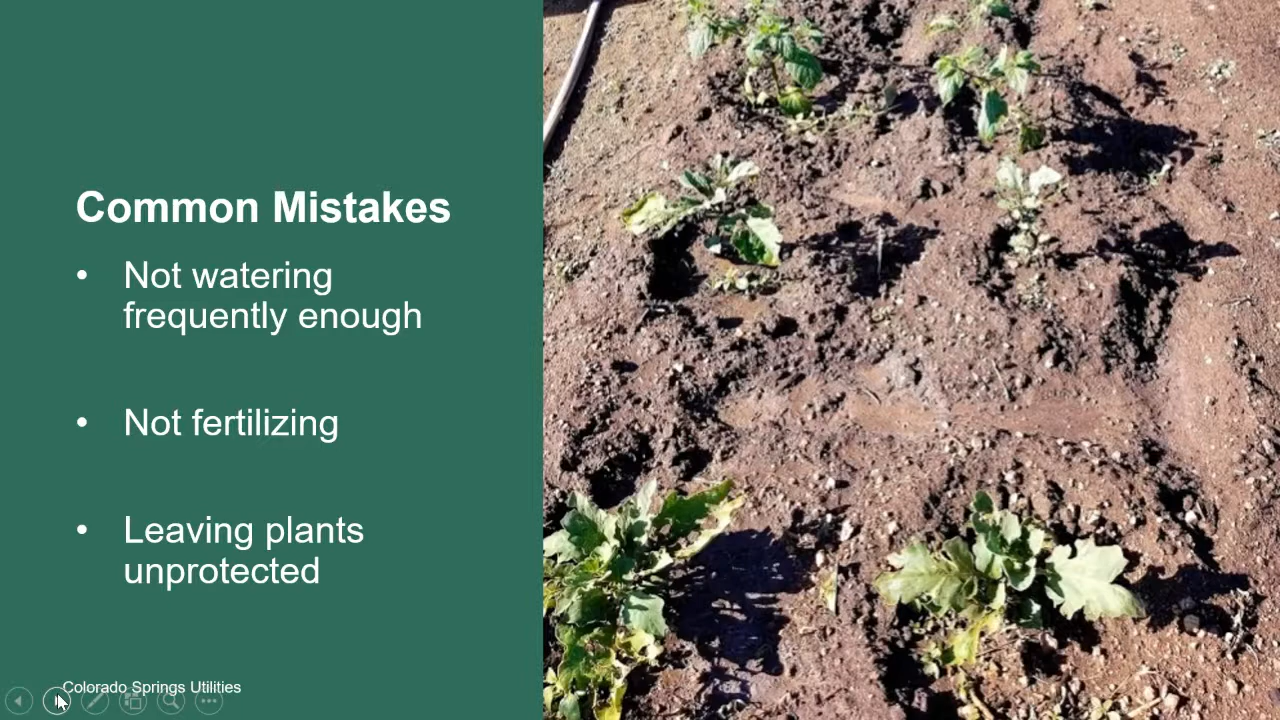 Common Mistakes
• Not watering
frequently enough
• Not fertilizing
• Leaving plants
unprotected
Colorado Springs Utilities